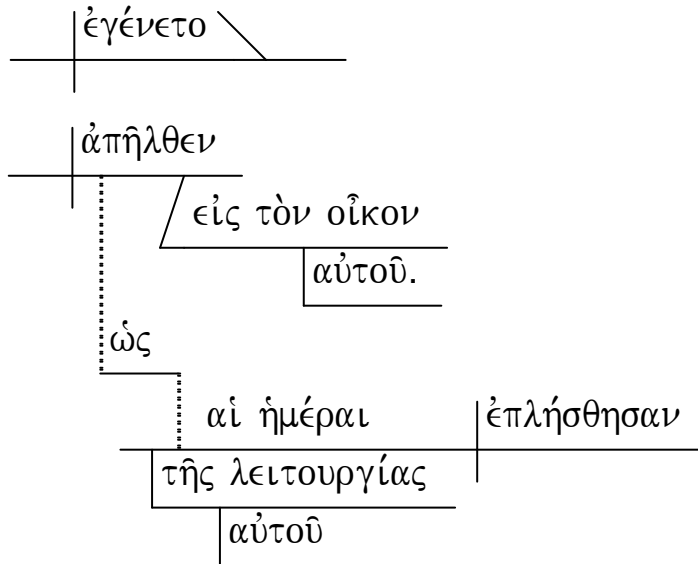 ἐγένετο
ἀπῆλθεν
εἰς τὸν οἶκον
αὐτοῦ.
ὡς
αἱ ἡμέραι ἐπλήσθησαν
τῆς λειτουργίας
αὐτοῦ